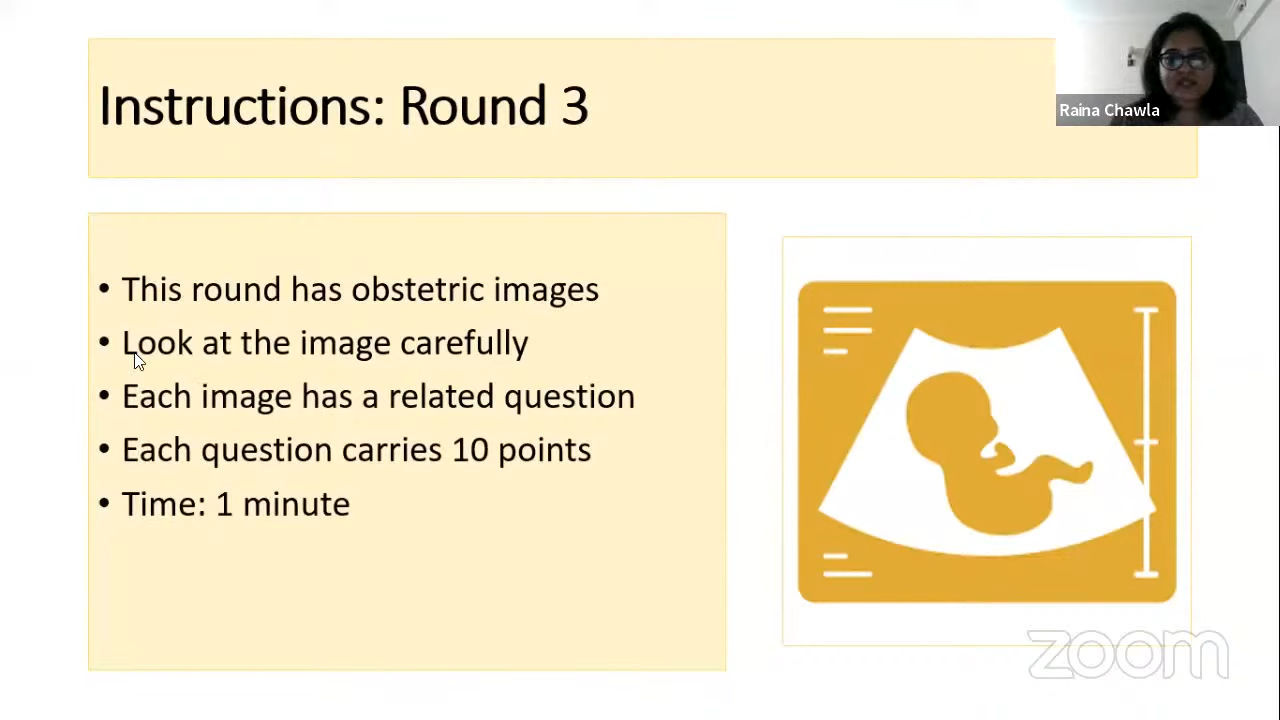 Instructions: Round 3
Raina Chawla
• This round has obstetric images
• Look at the image carefully
• Each image has a related question
• Each question carries 10 points
• Time: 1 minute
zoom